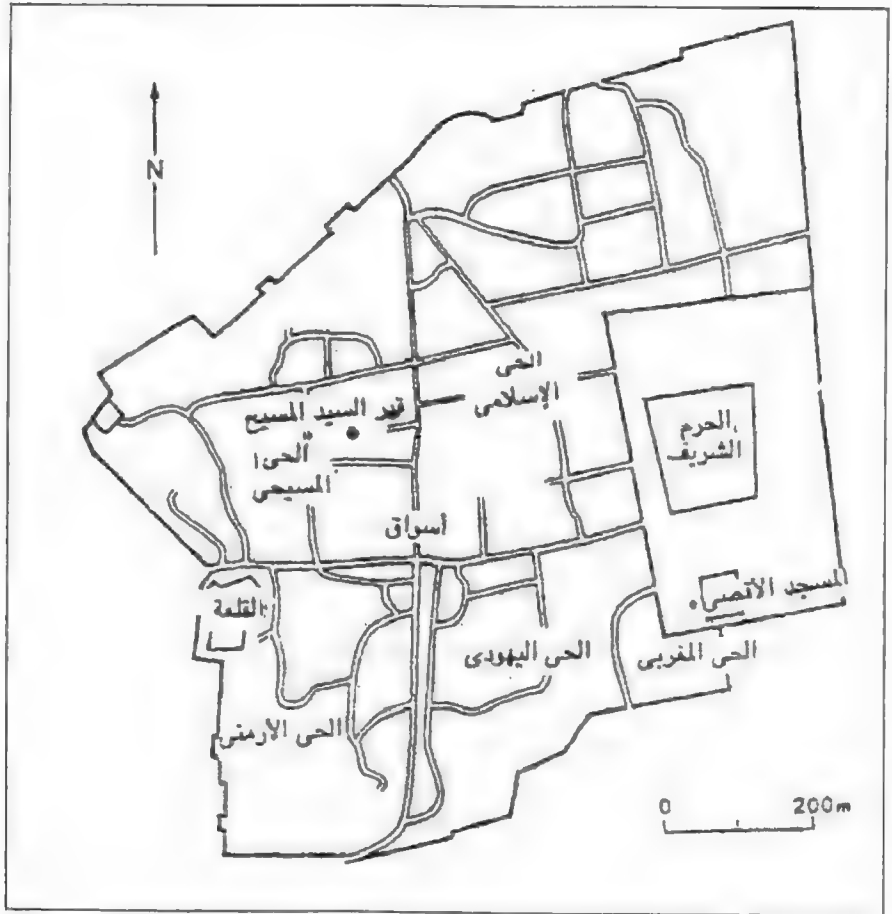 N
الحى
الإسلامى
قبر السيد المسيح
الحى
المسيحى
الحرم
الشريف
أسواق
المسجد الأقصى
القلعة
الحى اليهودى
الحى المغربى
الحى الأرمنى
0 200m